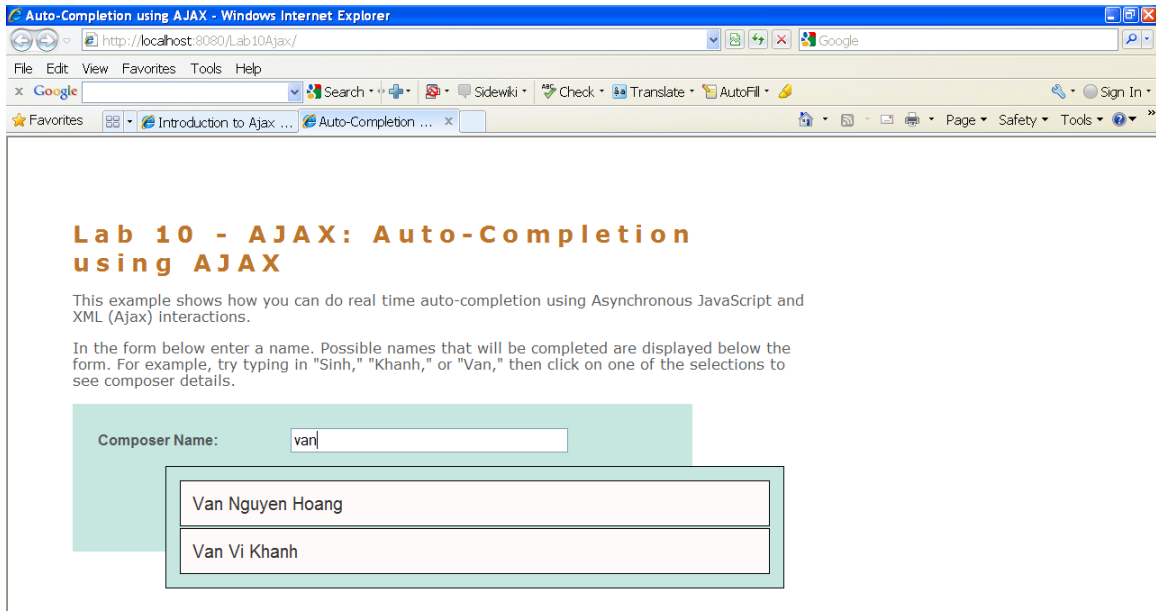 Auto-Completion using AJAX - Windows Internet Explorer
http://localhost:8080/Lab10Ajax/ Google
File Edit View Favorites Tools Help
x Google Search Sidewiki ABC Check Translate AutoFill Sign In
Favorites Introduction to Ajax ... Auto-Completion ... x Page Safety Tools »
Lab 10 - AJAX: Auto-Completion
using AJAX
This example shows how you can do real time auto-completion using Asynchronous JavaScript and
XML (Ajax) interactions.
In the form below enter a name. Possible names that will be completed are displayed below the
form. For example, try typing in "Sinh," "Khanh," or "Van," then click on one of the selections to
see composer details.
Composer Name: van
Van Nguyen Hoang
Van Vi Khanh